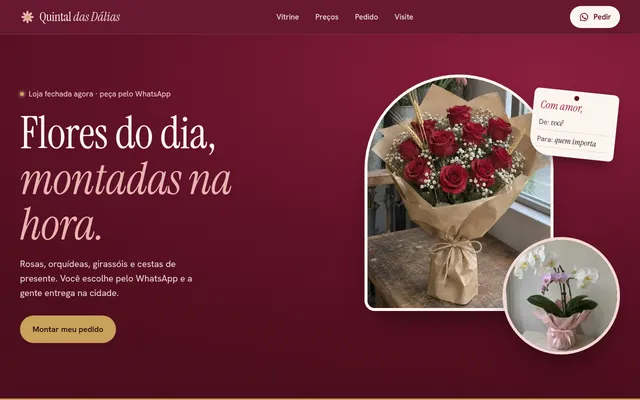 Quintal das Dálias
Vitrine
Preços
Pedido
Visite
Pedir
Loja fechada agora · peça pelo WhatsApp
Flores do dia,
montadas na
hora.
Rosas, orquídeas, girassóis e cestas de
presente. Você escolhe pelo WhatsApp e a
gente entrega na cidade.
Montar meu pedido
Com amor,
De: você
Para: quem importa